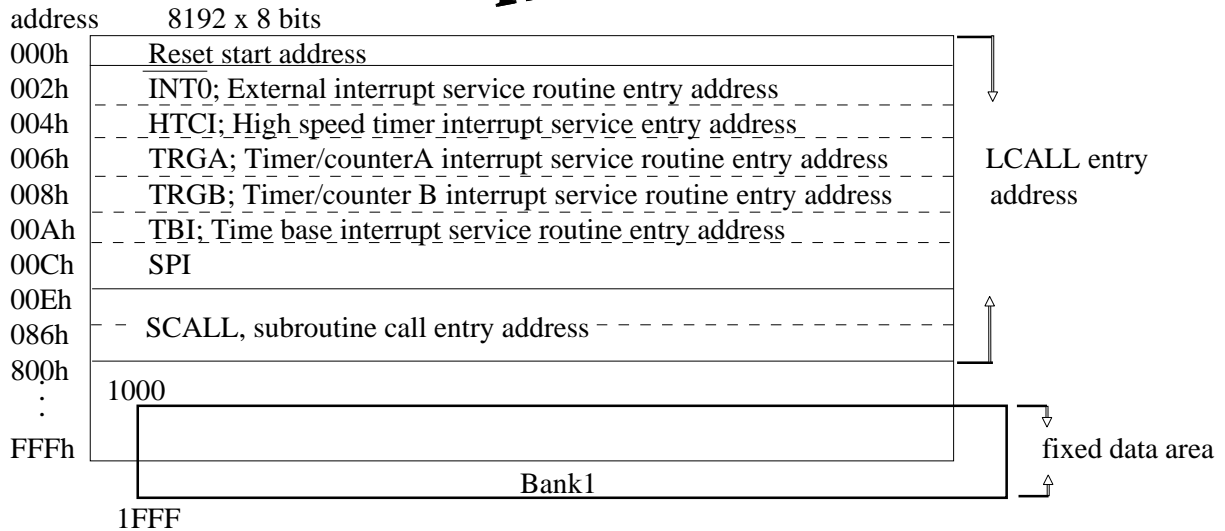 address 8192 x 8 bits
000h Reset start address
002h INT0; External interrupt service routine entry address
004h HTCI; High speed timer interrupt service entry address
006h TRGA; Timer/counterA interrupt service routine entry address LCALL entry
008h TRGB; Timer/counter B interrupt service routine entry address address
00Ah TBI; Time base interrupt service routine entry address
00Ch SPI
00Eh
086h SCALL, subroutine call entry address
800h
1000
.
.
FFFh fixed data area
Bank1
1FFF